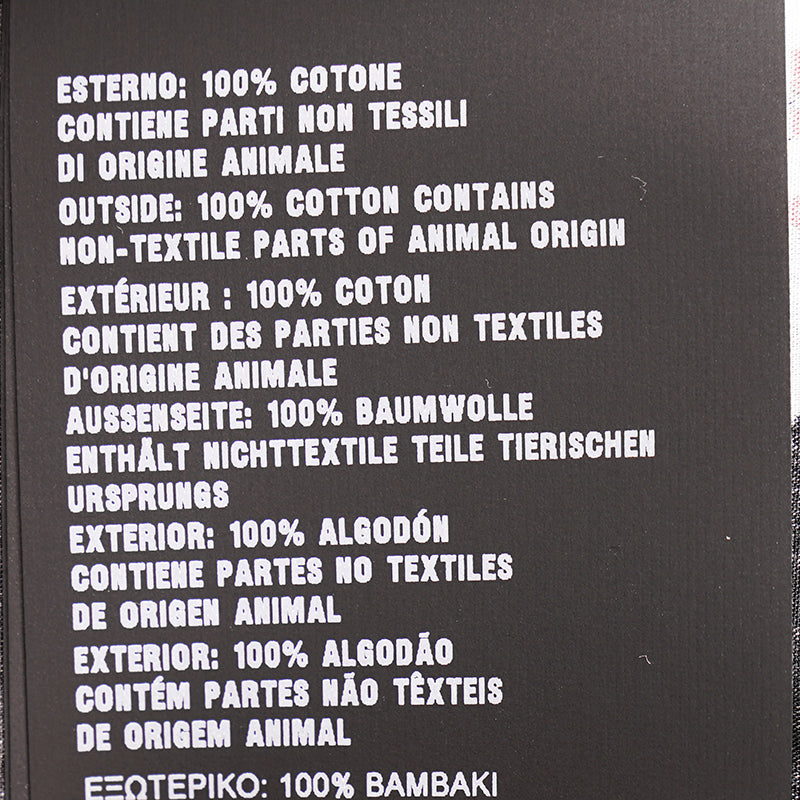 ESTERNO: 100% COTONE
CONTIENE PARTI NON TESSILI
DI ORIGINE ANIMALE
OUTSIDE: 100% COTTON CONTAINS
NON-TEXTILE PARTS OF ANIMAL ORIGIN
EXTÉRIEUR : 100% COTON
CONTIENT DES PARTIES NON TEXTILES
D'ORIGINE ANIMALE
AUSSENSEITE: 100% BAUMWOLLE
ENTHÄLT NICHTTEXTILE TEILE TIERISCHEN
URSPRUNGS
EXTERIOR: 100% ALGODÓN
CONTIENE PARTES NO TEXTILES
DE ORIGEN ANIMAL
EXTERIOR: 100% ALGODÃO
CONTÉM PARTES NÃO TÊXTEIS
DE ORIGEM ANIMAL
ΕΞΩΤΕΡΙΚΟ: 100% ΒΑΜΒΑΚΙ